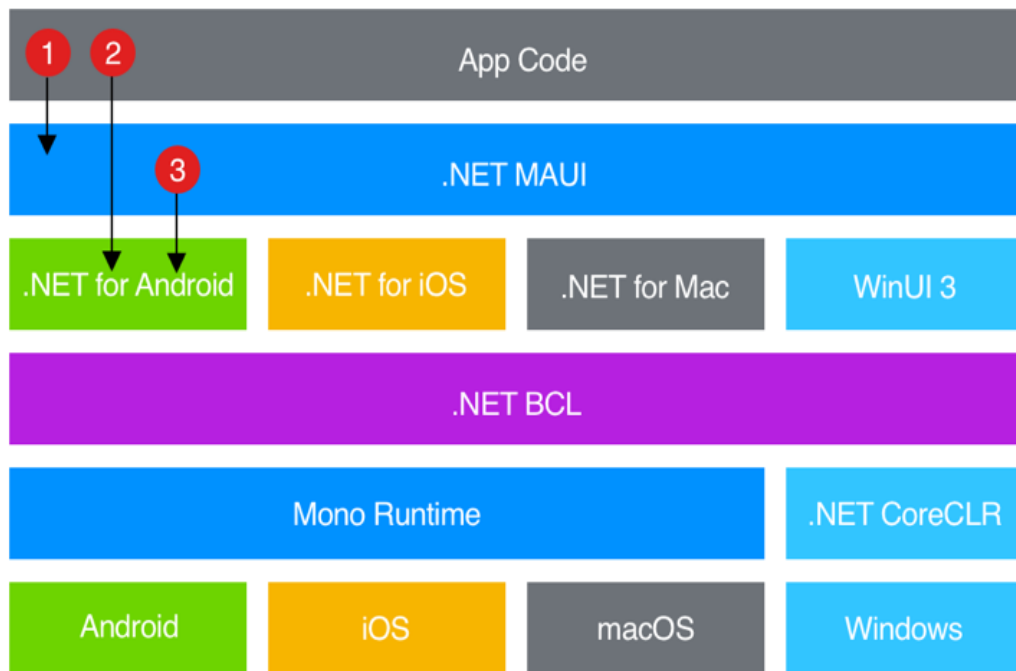 1 2
App Code
.NET MAUI
3
.NET for Android .NET for iOS .NET for Mac WinUI 3
.NET BCL
Mono Runtime .NET CoreCLR
Android iOS macOS Windows